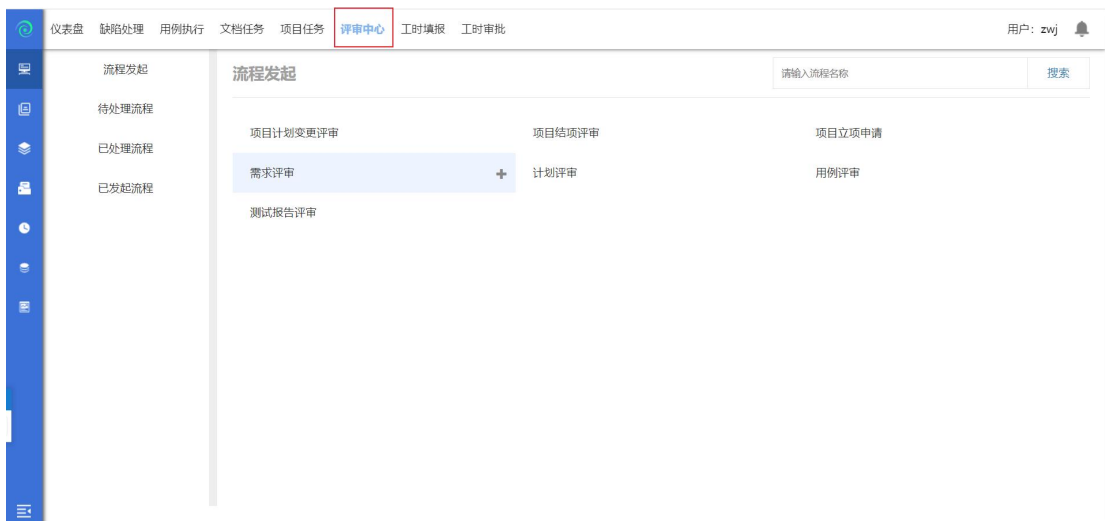 仪表盘 缺陷处理 用例执行 文档任务 项目任务 评审中心 工时填报 工时审批 用户：zwj
流程发起
待处理流程
已处理流程
已发起流程
流程发起 请输入流程名称 搜索
项目计划变更评审 项目结项评审 项目立项申请
需求评审 计划评审 用例评审
测试报告评审